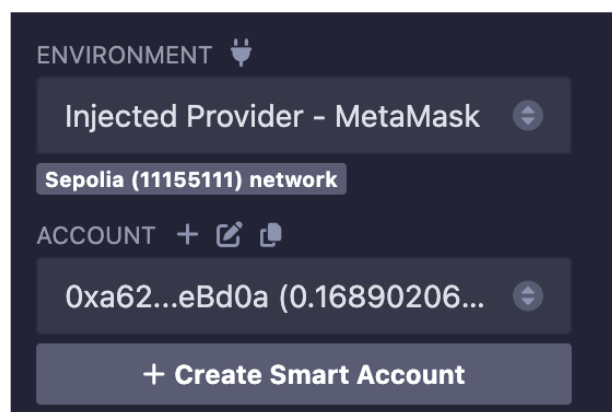 ENVIRONMENT
Injected Provider - MetaMask
Sepolia (11155111) network
ACCOUNT
0xa62...eBd0a (0.16890206...
+ Create Smart Account